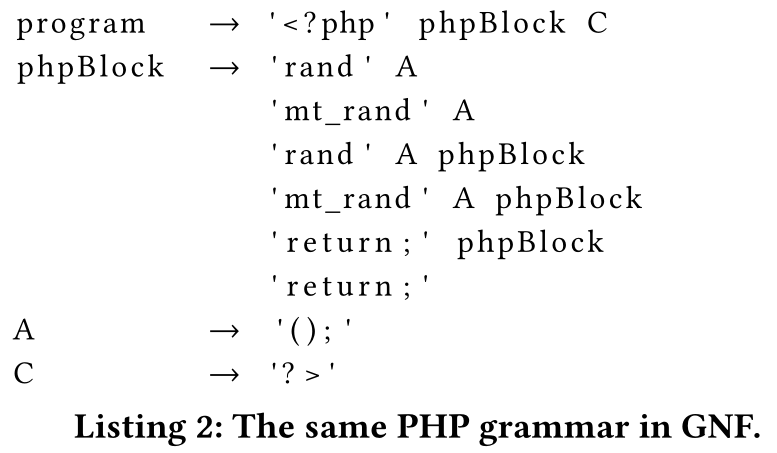 program → '<?php' phpBlock C
phpBlock → 'rand' A
'mt_rand' A
'rand' A phpBlock
'mt_rand' A phpBlock
'return;' phpBlock
'return;'
A → '();'
C → '?>'
Listing 2: The same PHP grammar in GNF.